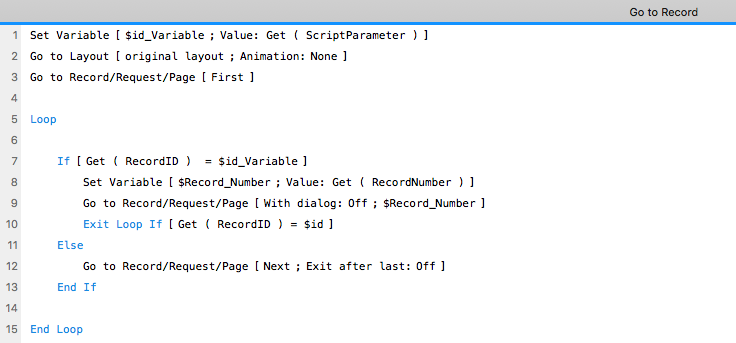 Go to Record
1 Set Variable [ $id_Variable ; Value: Get ( ScriptParameter ) ]
2 Go to Layout [ original layout ; Animation: None ]
3 Go to Record/Request/Page [ First ]
4
5 Loop
6
7 If [ Get ( RecordID )  = $id_Variable ]
8 Set Variable [ $Record_Number ; Value: Get ( RecordNumber ) ]
9 Go to Record/Request/Page [ With dialog: Off ; $Record_Number ]
10 Exit Loop If [ Get ( RecordID ) = $id ]
11 Else
12 Go to Record/Request/Page [ Next ; Exit after last: Off ]
13 End If
14
15 End Loop